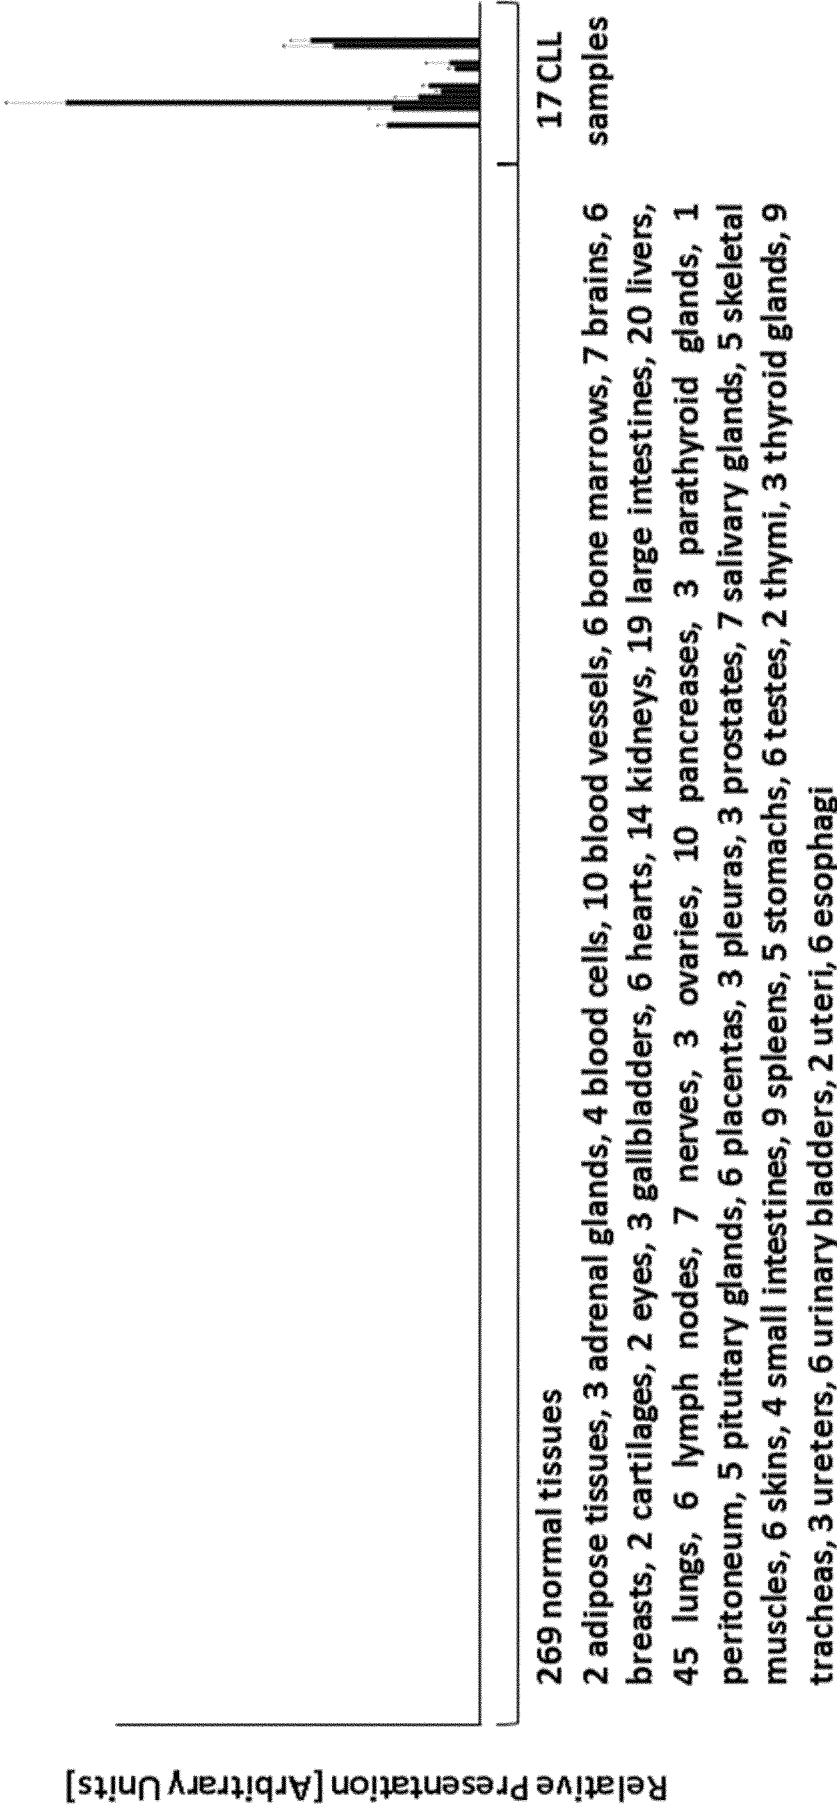 Relative Presentation [Arbitrary Units]
269 normal tissues
17 CLL
samples
2 adipose tissues, 3 adrenal glands, 4 blood cells, 10 blood vessels, 6 bone marrows, 7 brains, 6
breasts, 2 cartilages, 2 eyes, 3 gallbladders, 6 hearts, 14 kidneys, 19 large intestines, 20 livers,
45 lungs, 6 lymph nodes, 7 nerves, 3 ovaries, 10 pancreases, 3 parathyroid glands, 1
peritoneum, 5 pituitary glands, 6 placentas, 3 pleuras, 3 prostates, 7 salivary glands, 5 skeletal
muscles, 6 skins, 4 small intestines, 9 spleens, 5 stomachs, 6 testes, 2 thymi, 3 thyroid glands, 9
tracheas, 3 ureters, 6 urinary bladders, 2 uteri, 6 esophagi